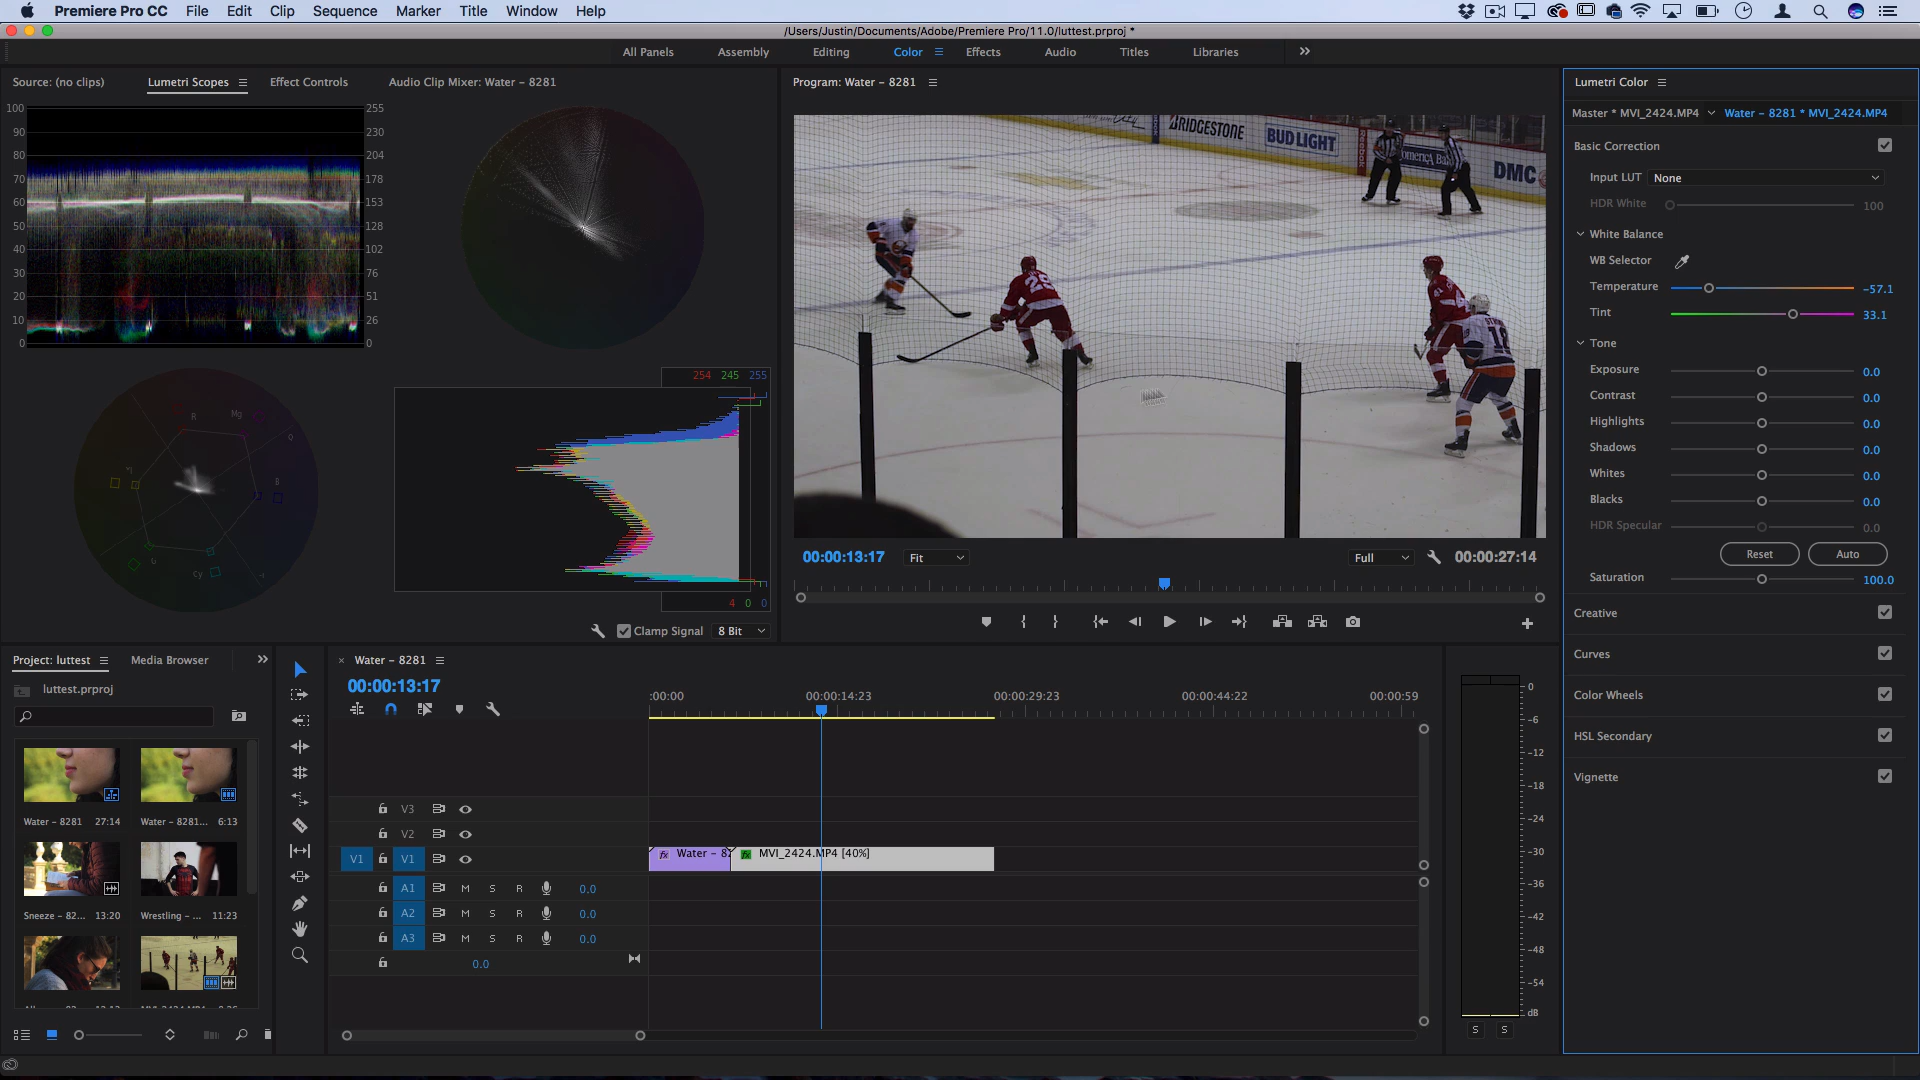 Premiere Pro CC File Edit Clip Sequence Marker Title Window Help
/Users/Justin/Documents/Adobe/Premiere Pro/11.0/luttest.prproj *
All Panels Assembly Editing Color Effects Audio Titles Libraries
Source: (no clips) Lumetri Scopes Effect Controls Audio Clip Mixer: Water - 8281
Program: Water - 8281
Lumetri Color
Master * MVI_2424.MP4 Water - 8281 * MVI_2424.MP4
Basic Correction
Input LUT None
HDR White 100
White Balance
WB Selector
Temperature -57.1
Tint 33.1
Tone
Exposure 0.0
Contrast 0.0
Highlights 0.0
Shadows 0.0
Whites 0.0
Blacks 0.0
HDR Specular 0.0
Reset Auto
Saturation 100.0
Creative
Curves
Color Wheels
HSL Secondary
Vignette
100 255
90 230
80 204
70 178
60 153
50 128
40 102
30 76
20 51
10 26
0 0
R Mg
B
G Cy
254 245 255
4 0 0
Clamp Signal 8 Bit
BRIDGESTONE BUD LIGHT Reebok DMC
25
00:00:13:17 Fit Full 00:00:27:14
Project: luttest Media Browser
luttest.prproj
Water - 8281 27:14 Water - 8281... 6:13
Sneeze - 82... 13:20 Wrestling - ... 11:23
Water - 8281
00:00:13:17
:00:00 00:00:14:23 00:00:29:23 00:00:44:22 00:00:59
V3
V2
V1 V1
Water - 82 MVI_2424.MP4 [40%]
A1 M S R 0.0
A2 M S R 0.0
A3 M S R 0.0
0.0
0
-6
-12
-18
-24
-30
-36
-42
-48
-54
dB
S S